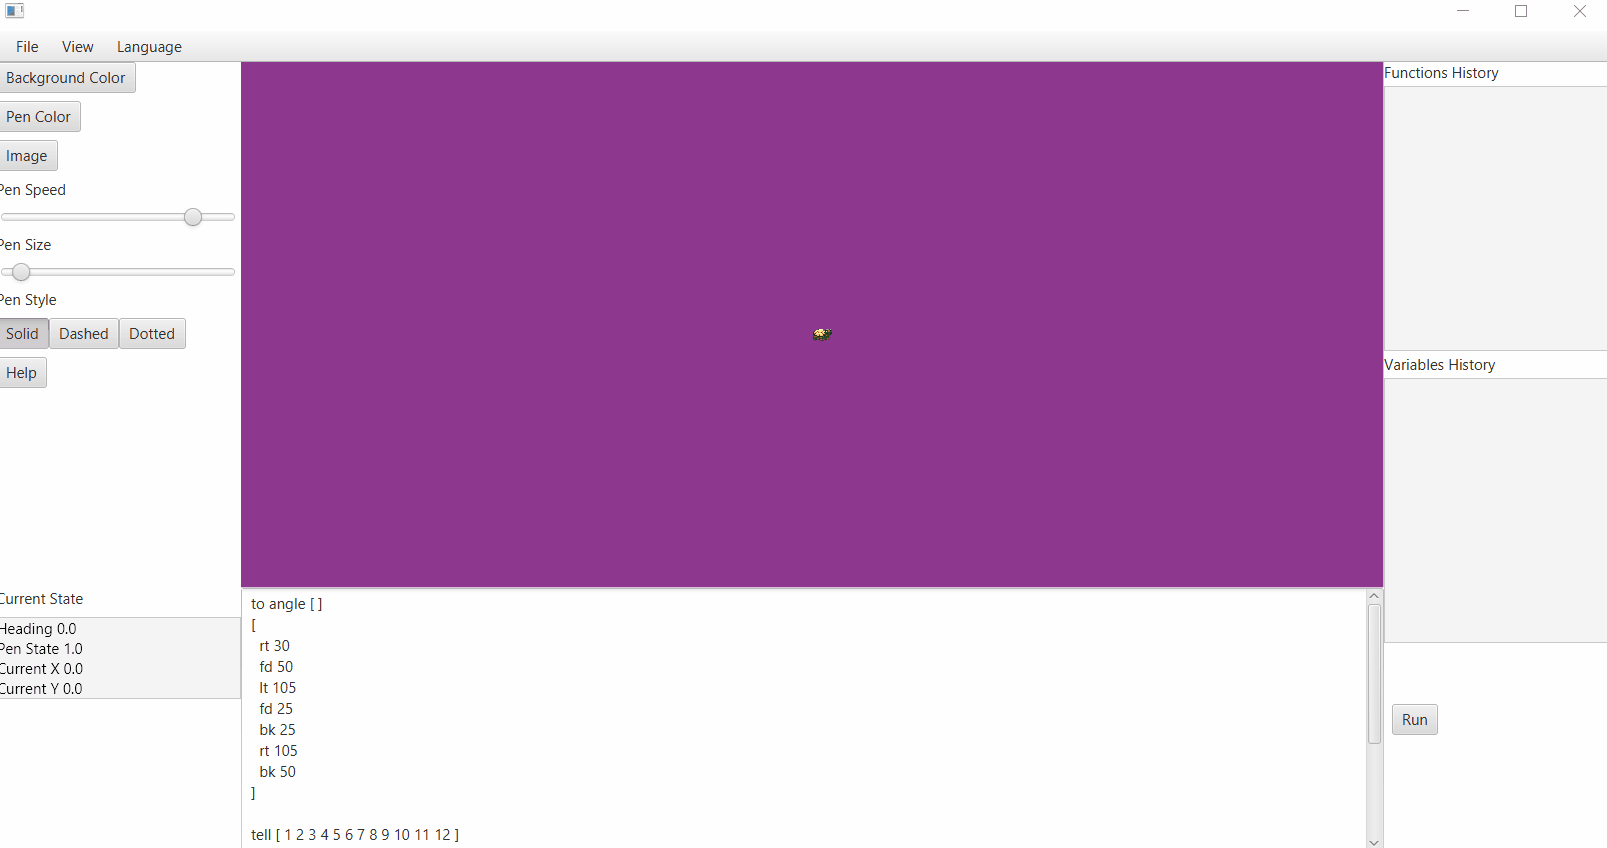 File View Language
Background Color
Pen Color
Image
Pen Speed
Pen Size
Pen Style
Solid Dashed Dotted
Help
Current State
Heading 0.0
Pen State 1.0
Current X 0.0
Current Y 0.0
to angle [ ]
[
rt 30
fd 50
lt 105
fd 25
bk 25
rt 105
bk 50
]
tell [ 1 2 3 4 5 6 7 8 9 10 11 12 ]
Functions History
Variables History
Run